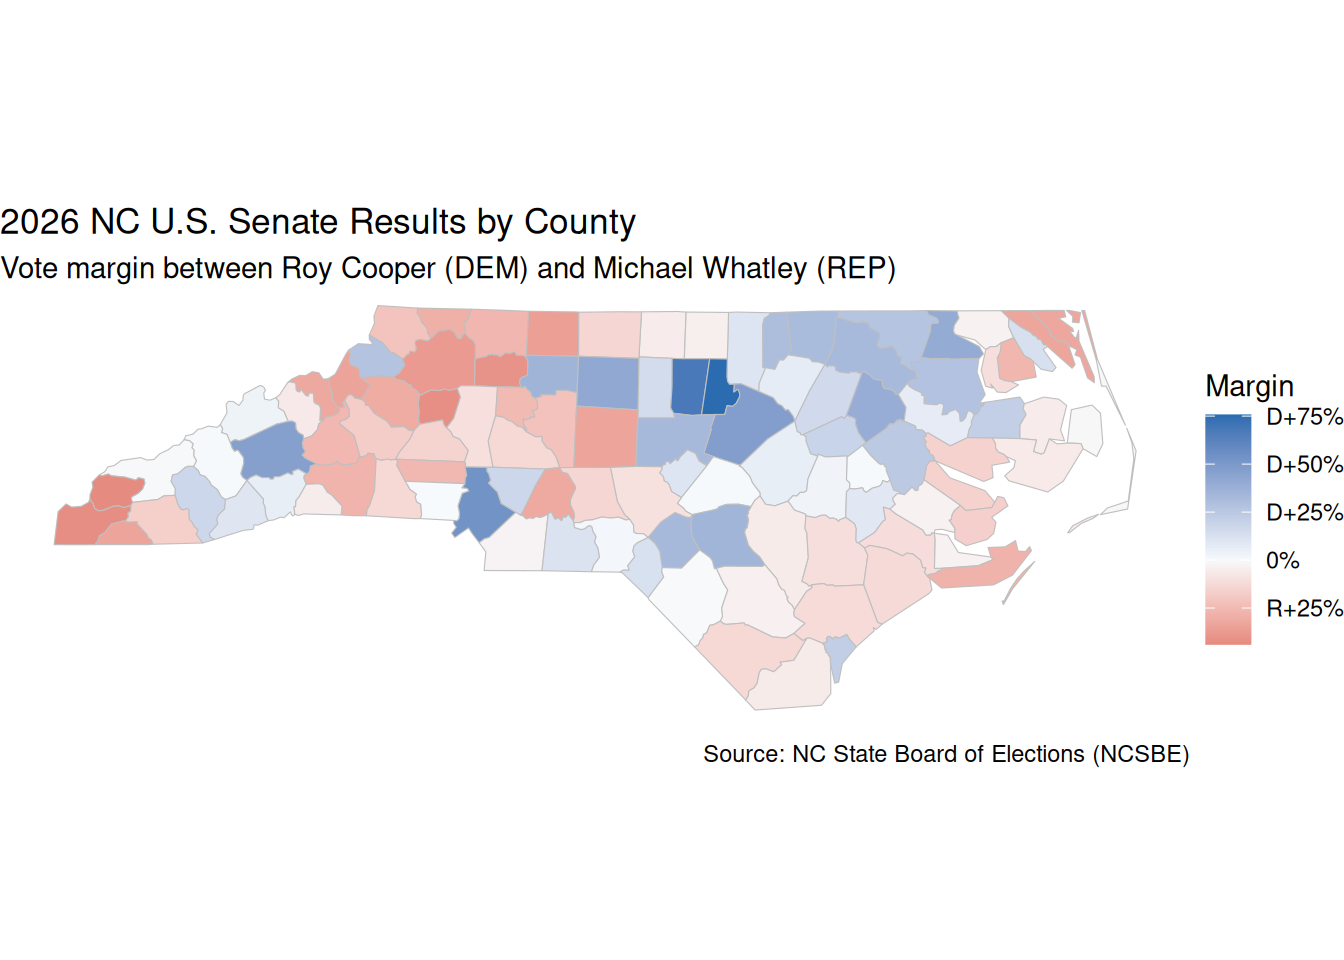 2026 NC U.S. Senate Results by County
Vote margin between Roy Cooper (DEM) and Michael Whatley (REP)
Margin
D+75%
D+50%
D+25%
0%
R+25%
Source: NC State Board of Elections (NCSBE)